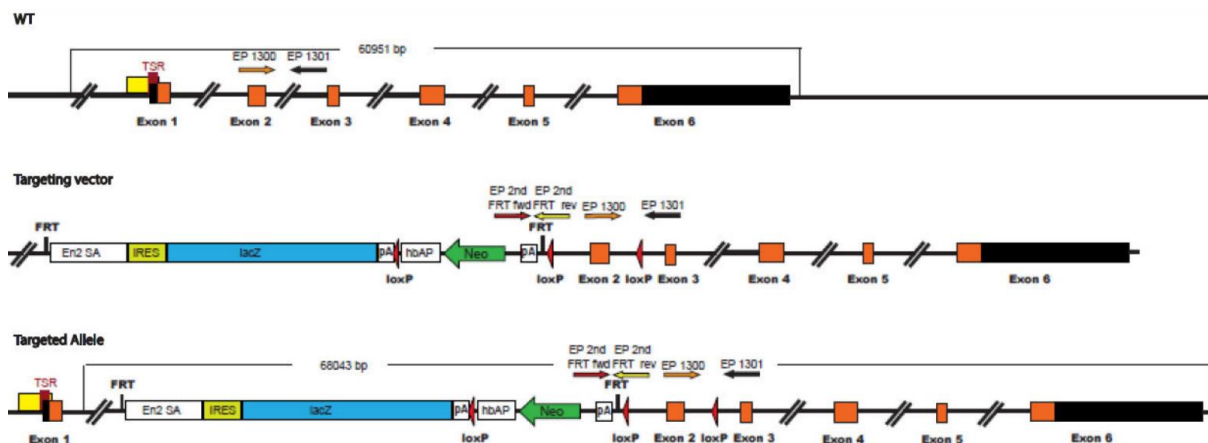 WT
60951 bp
TSR
EP 1300 EP 1301
Exon 1 Exon 2 Exon 3 Exon 4 Exon 5 Exon 6
Targeting vector
EP 2nd EP 2nd
FRT fwd FRT rev EP 1300 EP 1301
FRT FRT
En2 SA IRES lacZ pA hbAP Neo pA
loxP loxP Exon 2 loxP Exon 3 Exon 4 Exon 5 Exon 6
Targeted Allele
68043 bp
EP 2nd EP 2nd
TSR FRT fwd FRT rev EP 1300 EP 1301
FRT FRT
En2 SA IRES lacZ pA hbAP Neo pA
Exon 1 loxP loxP Exon 2 loxP Exon 3 Exon 4 Exon 5 Exon 6